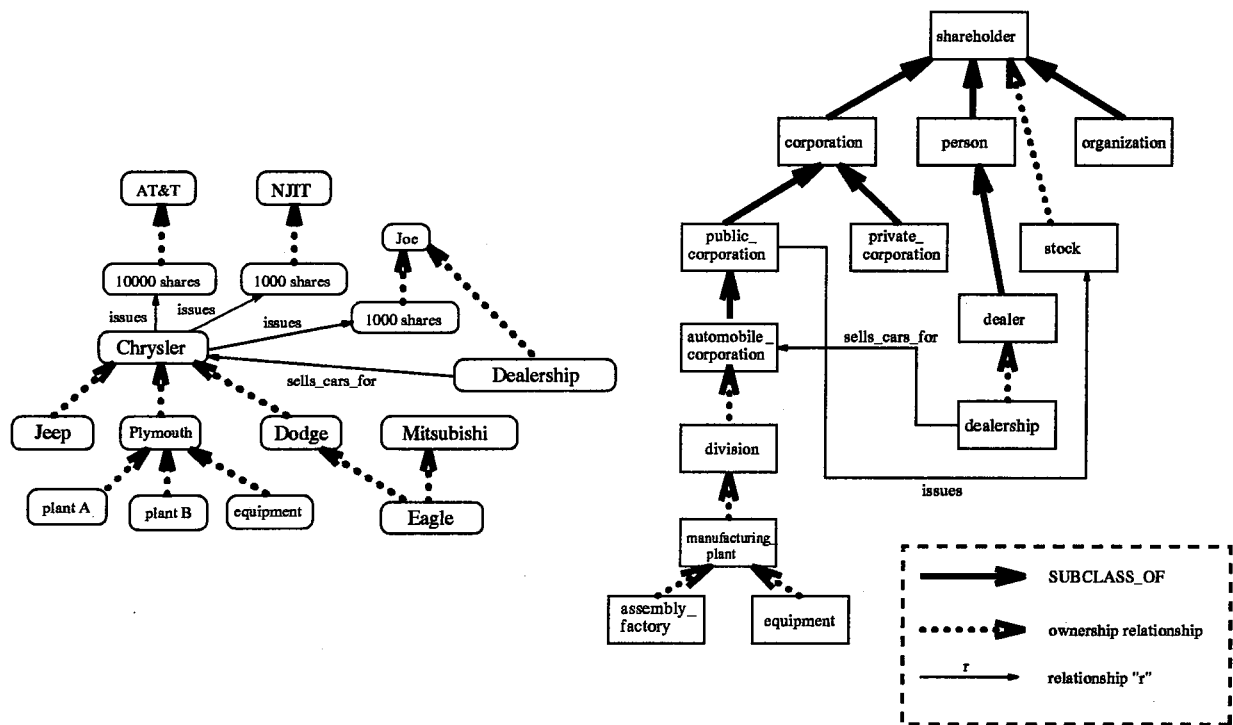 AT&T
NJIT
Joe
10000 shares
1000 shares
issues
issues
issues
1000 shares
Chrysler
sells_cars_for
Dealership
Jeep
Plymouth
Dodge
Mitsubishi
plant A
plant B
equipment
Eagle
shareholder
corporation
person
organization
public_
corporation
private_
corporation
stock
dealer
automobile_
corporation
sells_cars_for
dealership
division
issues
manufacturing_
plant
assembly_
factory
equipment
SUBCLASS_OF
ownership relationship
r
relationship "r"